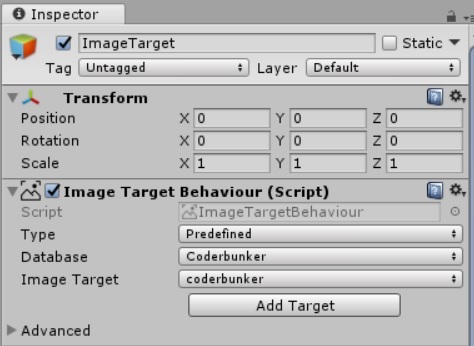 Inspector
ImageTarget Static
Tag Untagged Layer Default
Transform
Position X 0 Y 0 Z 0
Rotation X 0 Y 0 Z 0
Scale X 1 Y 1 Z 1
Image Target Behaviour (Script)
Script ImageTargetBehaviour
Type Predefined
Database Coderbunker
Image Target coderbunker
Add Target
Advanced